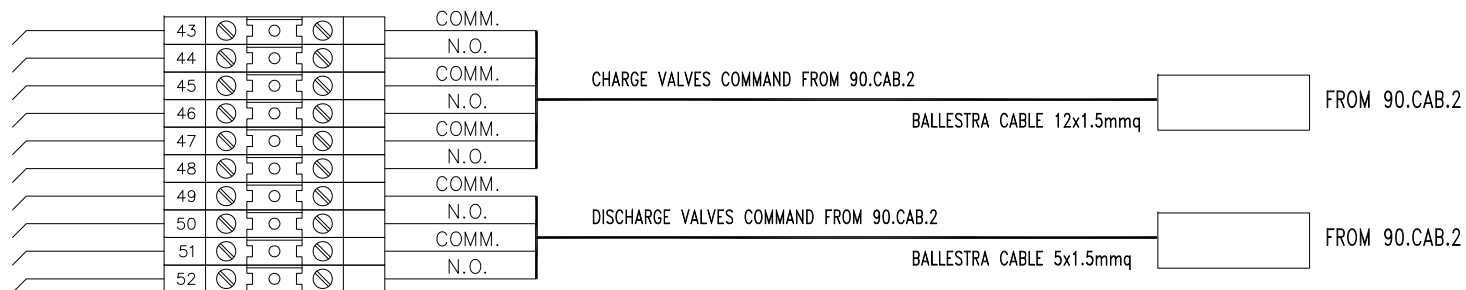 43 COMM.
44 N.O.
45 COMM.
46 N.O.
47 COMM.
48 N.O.
CHARGE VALVES COMMAND FROM 90.CAB.2
BALLESTRA CABLE 12x1.5mmq
FROM 90.CAB.2
49 COMM.
50 N.O.
51 COMM.
52 N.O.
DISCHARGE VALVES COMMAND FROM 90.CAB.2
BALLESTRA CABLE 5x1.5mmq
FROM 90.CAB.2